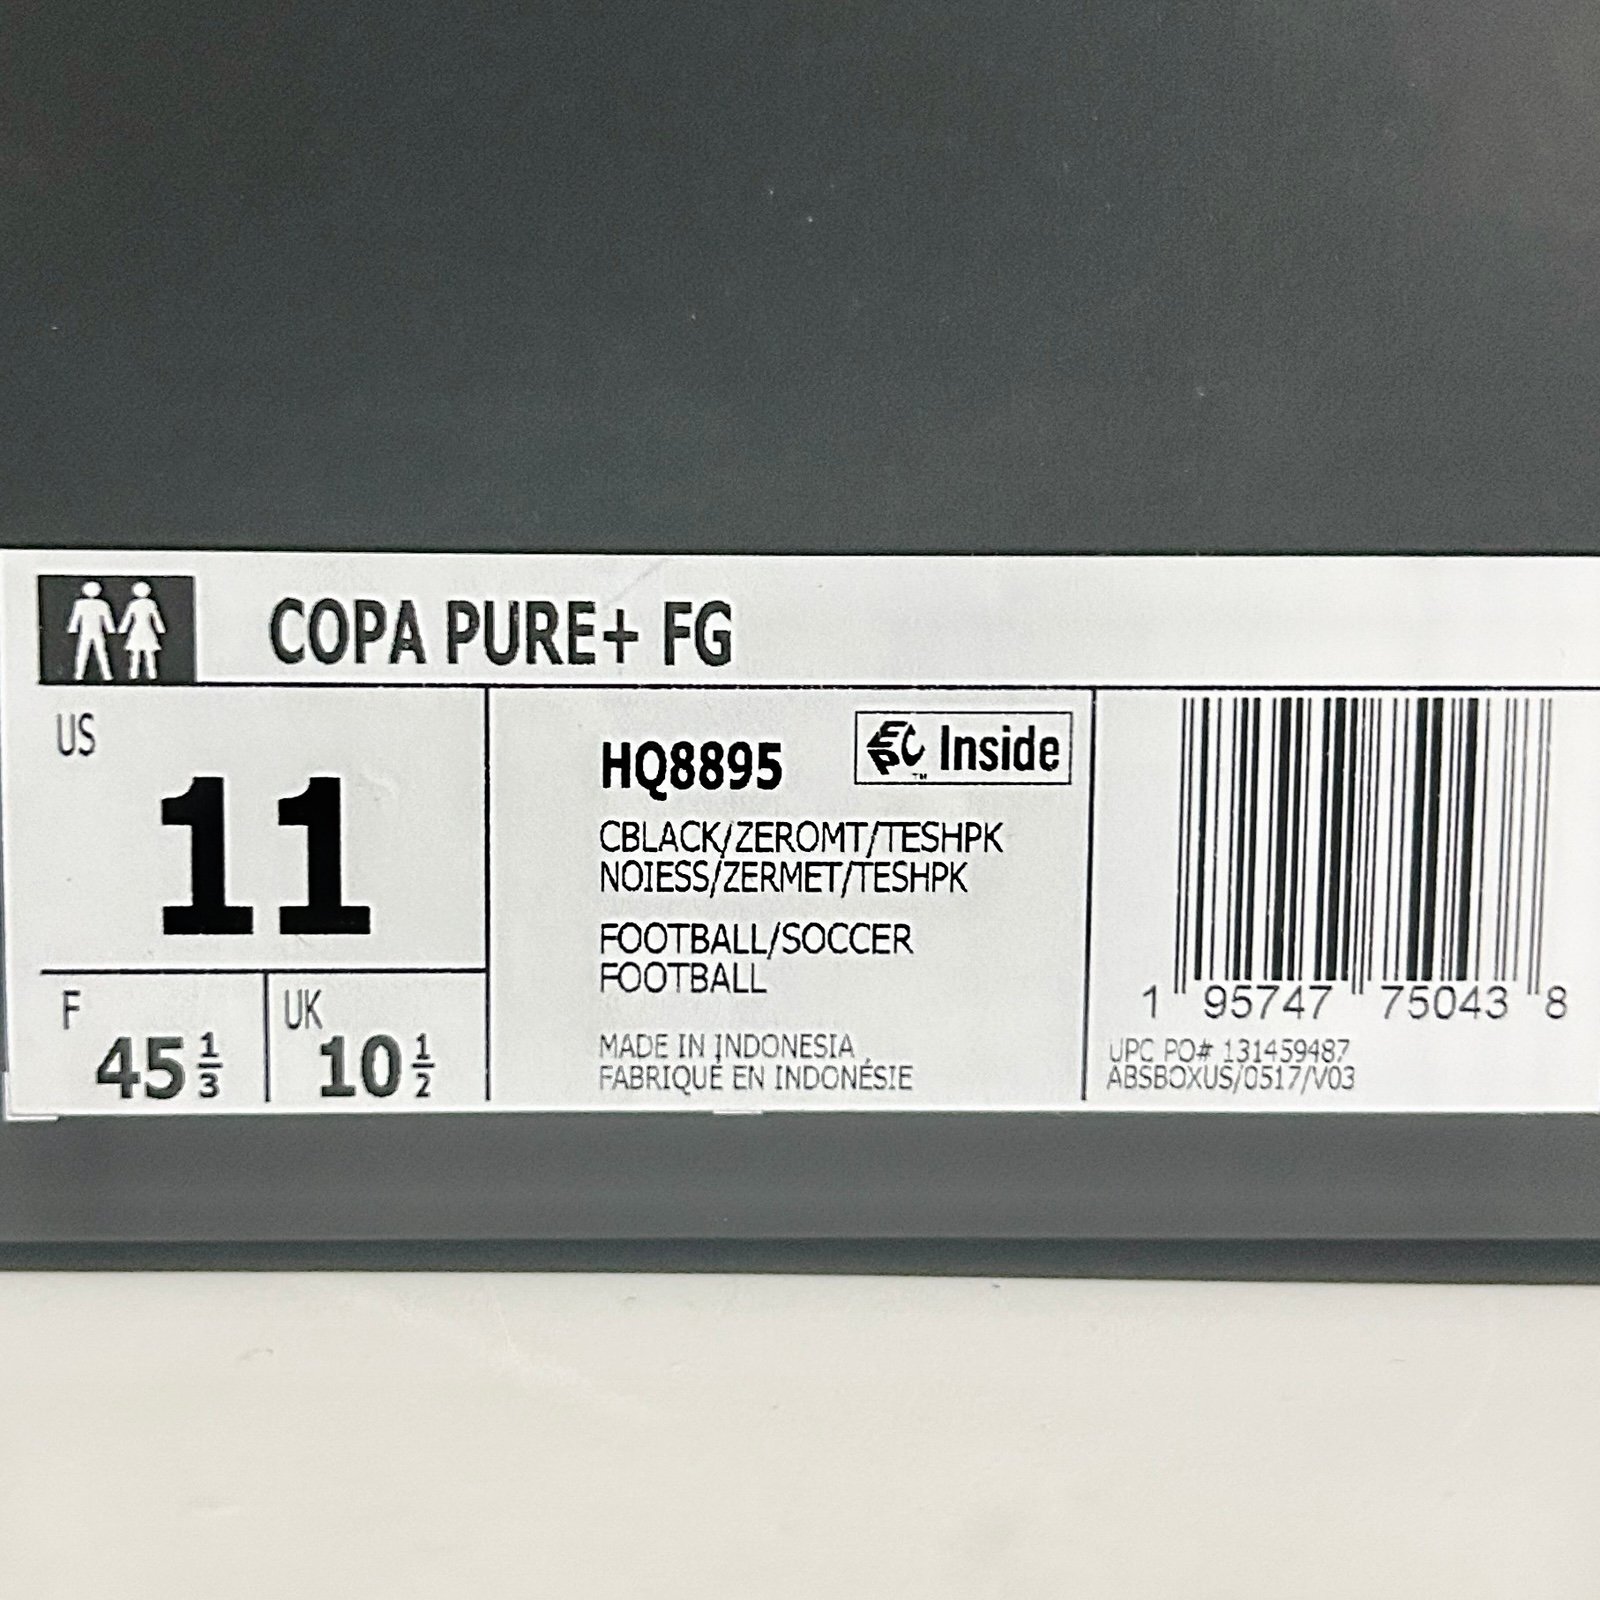 COPA PURE+ FG
US
11
F
45 1/3
UK
10 1/2
HQ8895
EPC™ Inside
CBLACK/ZEROMT/TESHPK
NOIESS/ZERMET/TESHPK
FOOTBALL/SOCCER
FOOTBALL
MADE IN INDONESIA
FABRIQUÉ EN INDONÉSIE
1 95747 75043 8
UPC PO# 131459487
ABSBOXUS/0517/V03